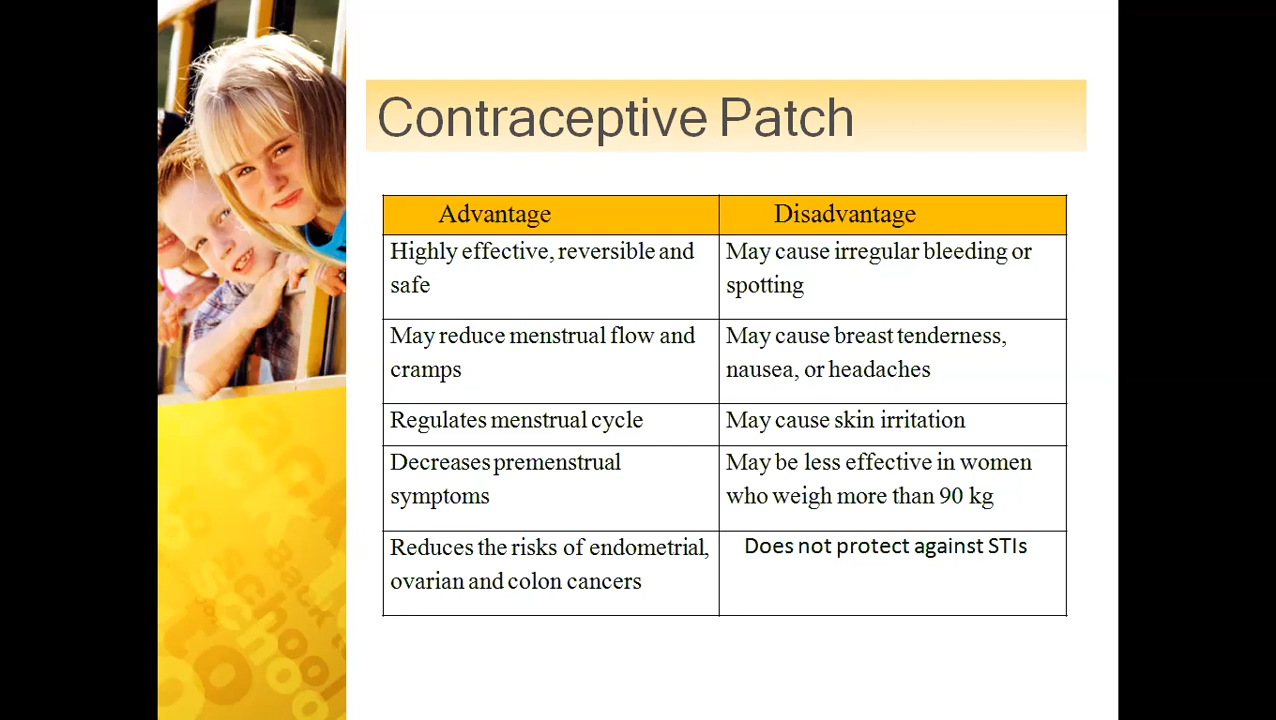 Contraceptive Patch
Advantage
Disadvantage
Highly effective, reversible and
safe
May cause irregular bleeding or
spotting
May reduce menstrual flow and
cramps
May cause breast tenderness,
nausea, or headaches
Regulates menstrual cycle
May cause skin irritation
Decreases premenstrual
symptoms
May be less effective in women
who weigh more than 90 kg
Reduces the risks of endometrial,
ovarian and colon cancers
Does not protect against STIs
school
school
to